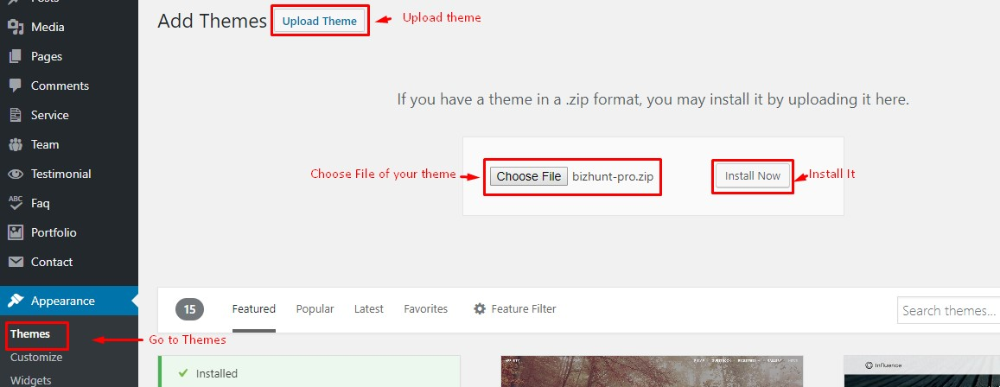 Posts
Media
Pages
Comments
Service
Team
Testimonial
ABC
Faq
Portfolio
Contact
Appearance
Themes
Go to Themes
Customize
Widgets
Add Themes
Upload Theme
Upload theme
If you have a theme in a .zip format, you may install it by uploading it here.
Choose File of your theme
Choose File bizhunt-pro.zip
Install Now
Install It
15 Featured Popular Latest Favorites Feature Filter
Search themes...
Installed
Influence